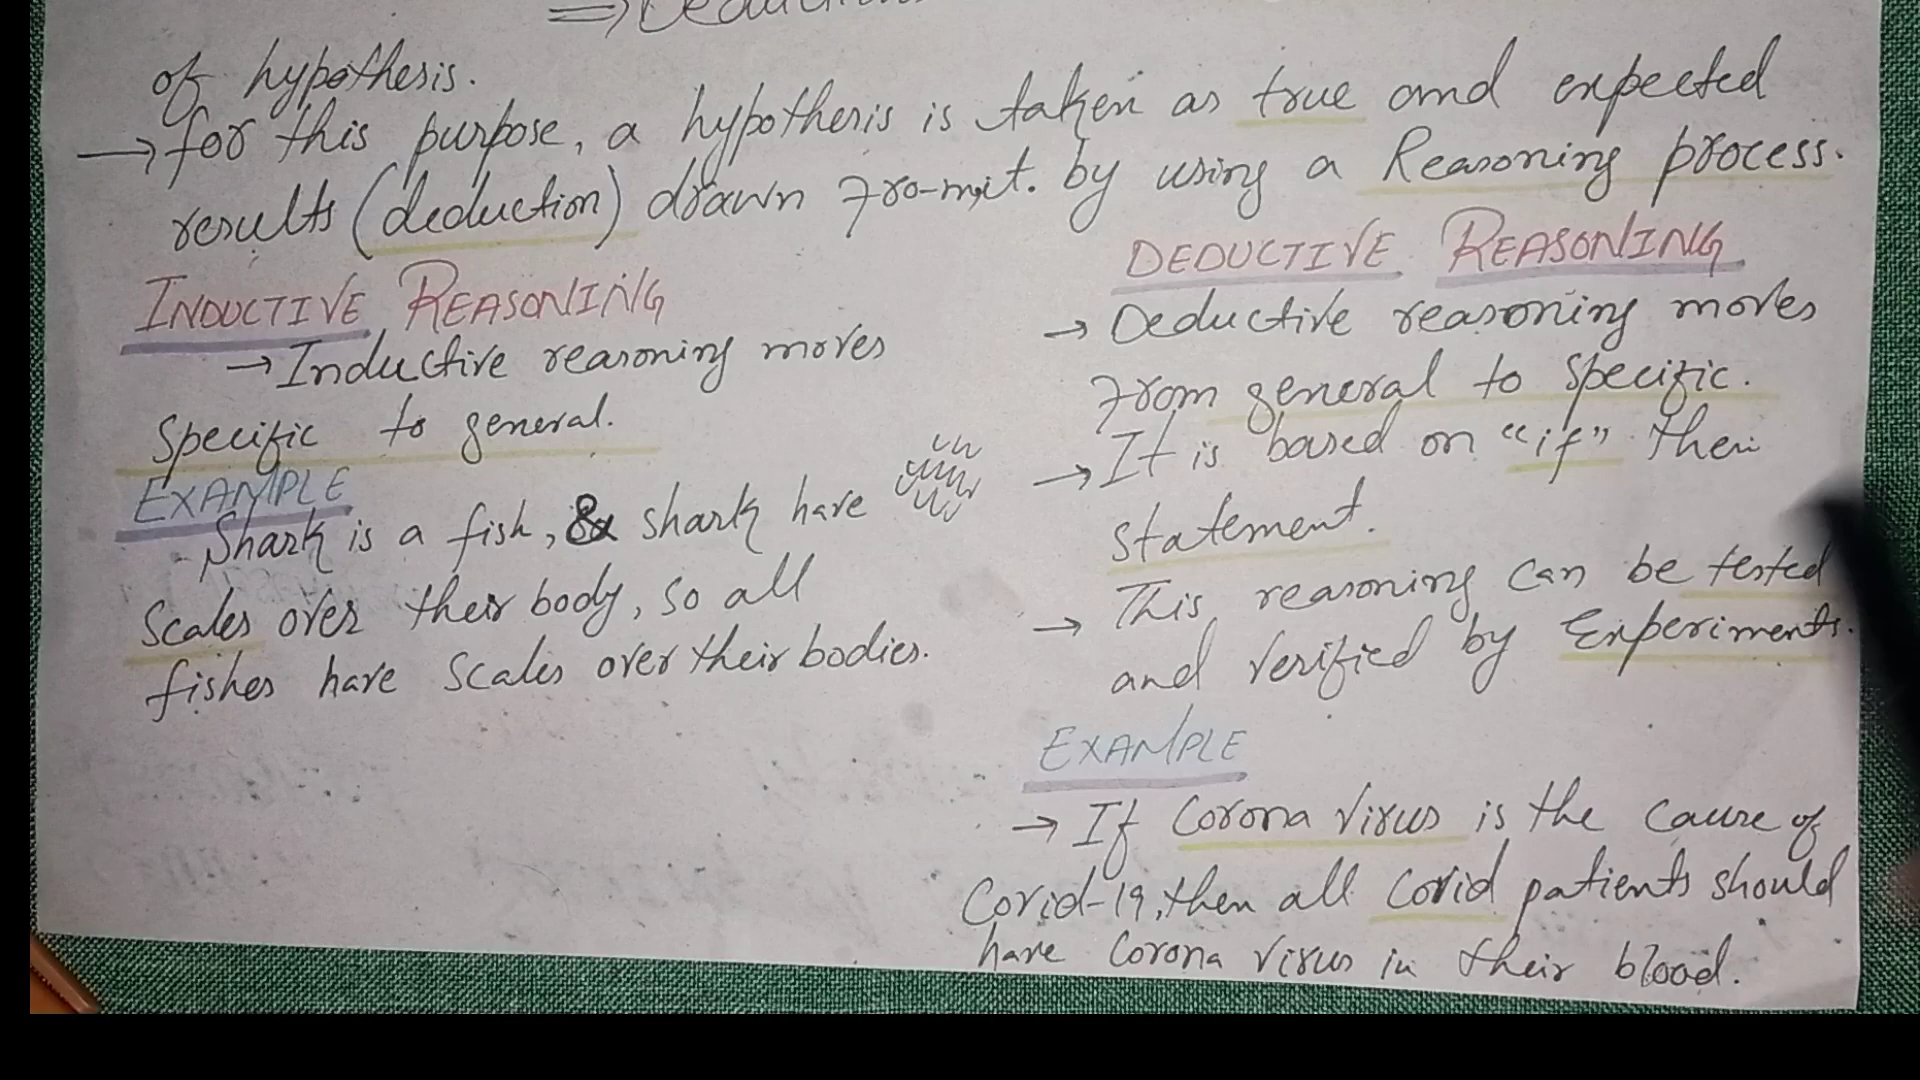 ⇒ Deduction
of hypothesis.
→ for this purpose, a hypothesis is taken as true and expected
results (deduction) drawn fro-m it. by using a Reasoning process.
INDUCTIVE REASONING
→ Inductive reasoning moves
Specific to general.
EXAMPLE
Shark is a fish, & shark have
Scales over their body, so all
fishes have Scales over their bodies.
DEDUCTIVE REASONING
→ Deductive reasoning moves
From general to Specific.
→ It is based on "if" then
statement.
→ This reasoning can be tested
and verified by Experiments.
EXAMPLE
→ If Corona Virus is the cause of
Covid-19, then all Covid patients should
have Corona Virus in their blood.